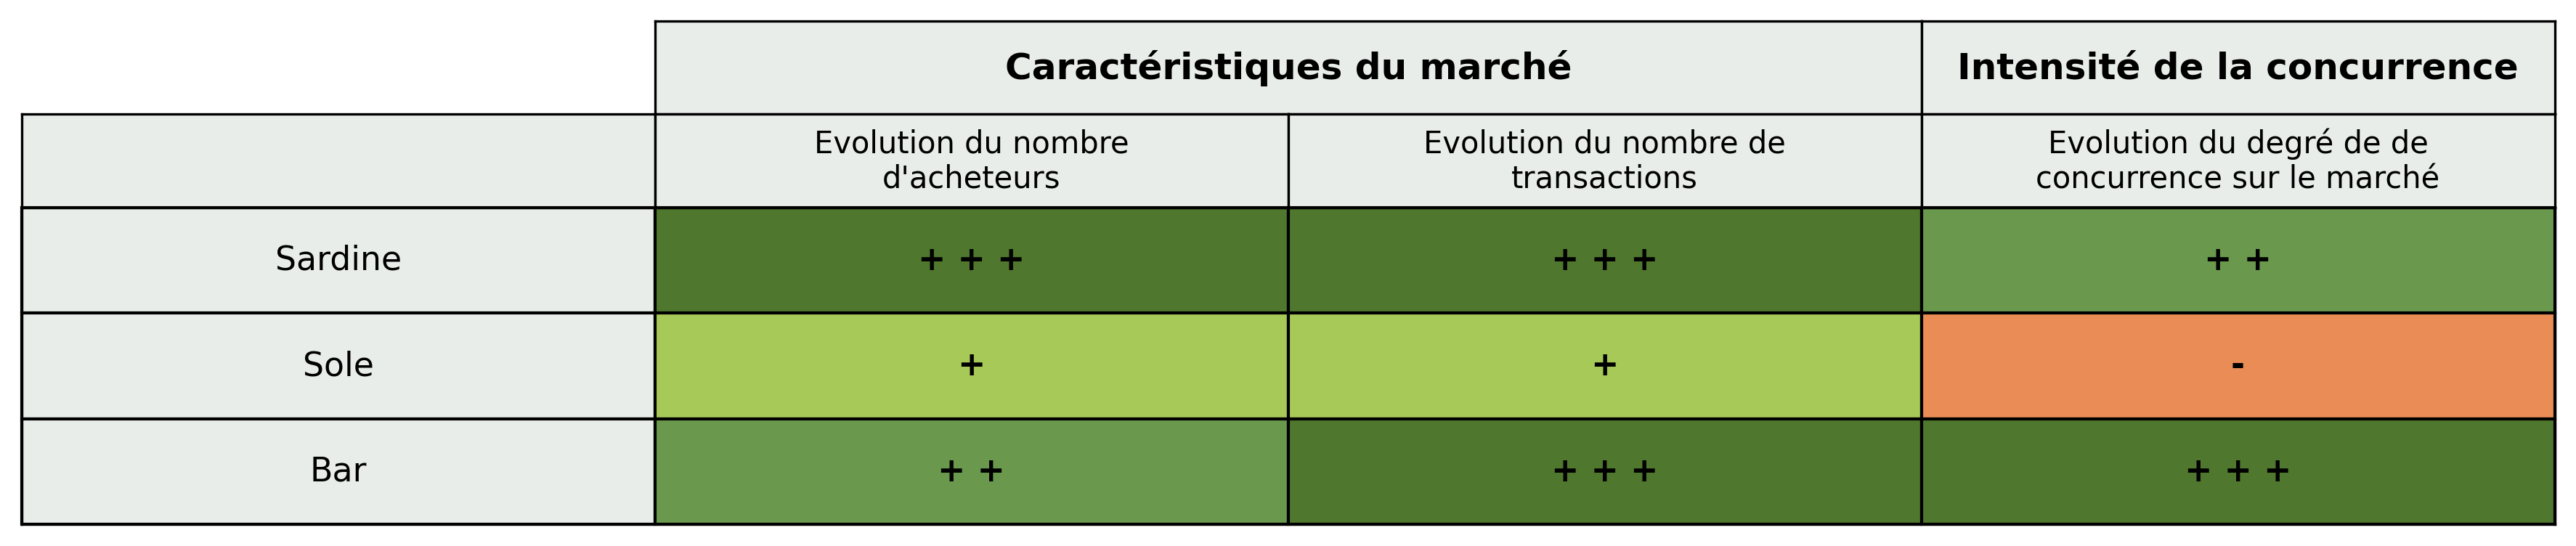 Caractéristiques du marché
Intensité de la concurrence
Evolution du nombre
d'acheteurs
Evolution du nombre de
transactions
Evolution du degré de de
concurrence sur le marché
Sardine
+ + +
+ + +
+ +
Sole
+
+
-
Bar
+ +
+ + +
+ + +